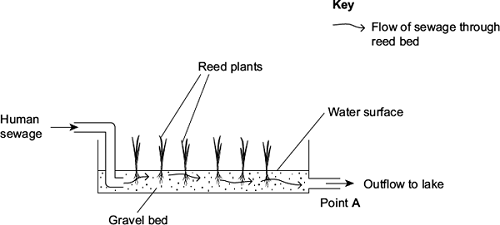 Key
Flow of sewage through
reed bed
Reed plants
Human
sewage
Water surface
Outflow to lake
Point A
Gravel bed